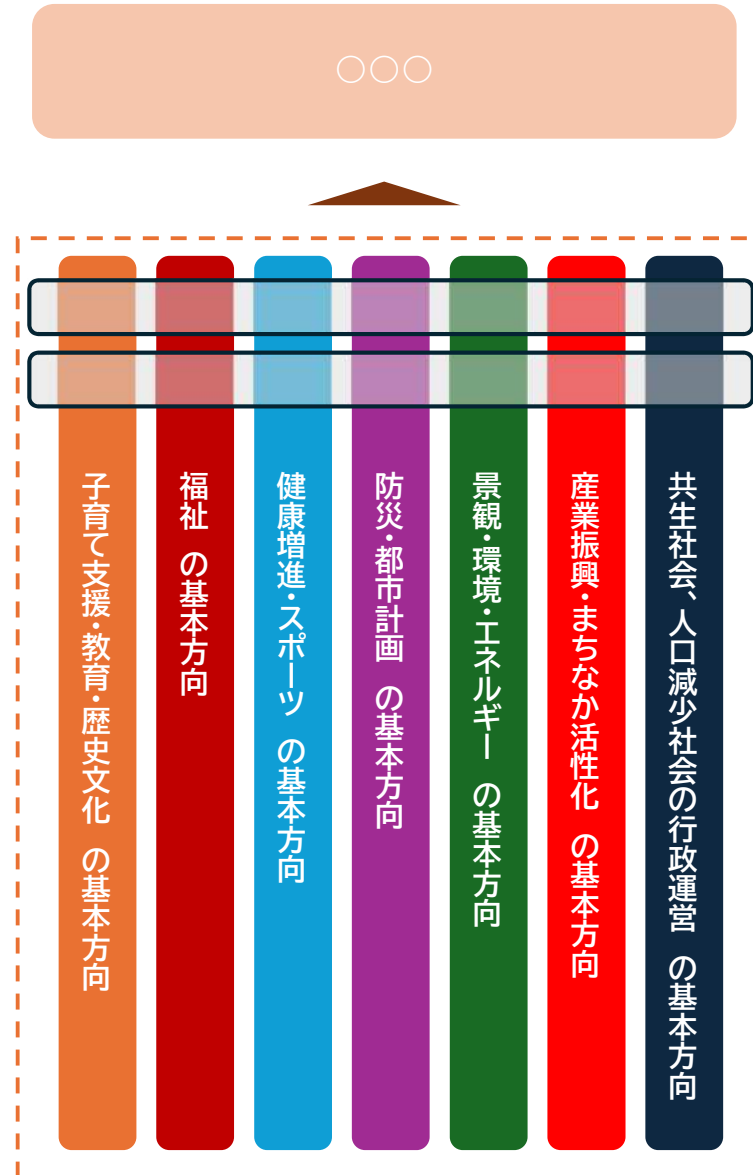 ○○○
子育て支援・教育・歴史文化 の基本方向
福祉 の基本方向
健康増進・スポーツ の基本方向
防災・都市計画 の基本方向
景観・環境・エネルギー の基本方向
産業振興・まちなか活性化 の基本方向
共生社会、人口減少社会の行政運営 の基本方向